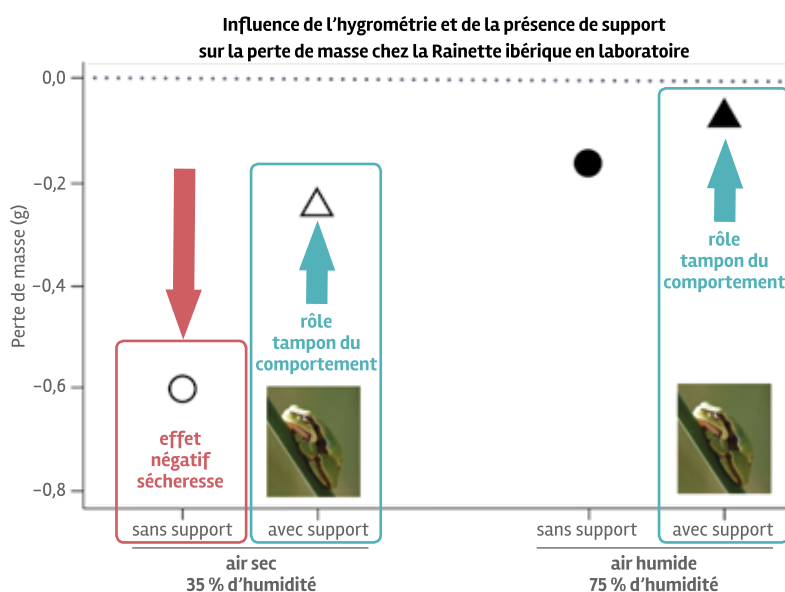 Influence de l'hygrométrie et de la présence de support
sur la perte de masse chez la Rainette ibérique en laboratoire
Perte de masse (g)
0,0
–0,2
–0,4
–0,6
–0,8
effet
négatif
sécheresse
rôle
tampon du
comportement
rôle
tampon du
comportement
sans support
avec support
sans support
avec support
air sec
35 % d'humidité
air humide
75 % d'humidité